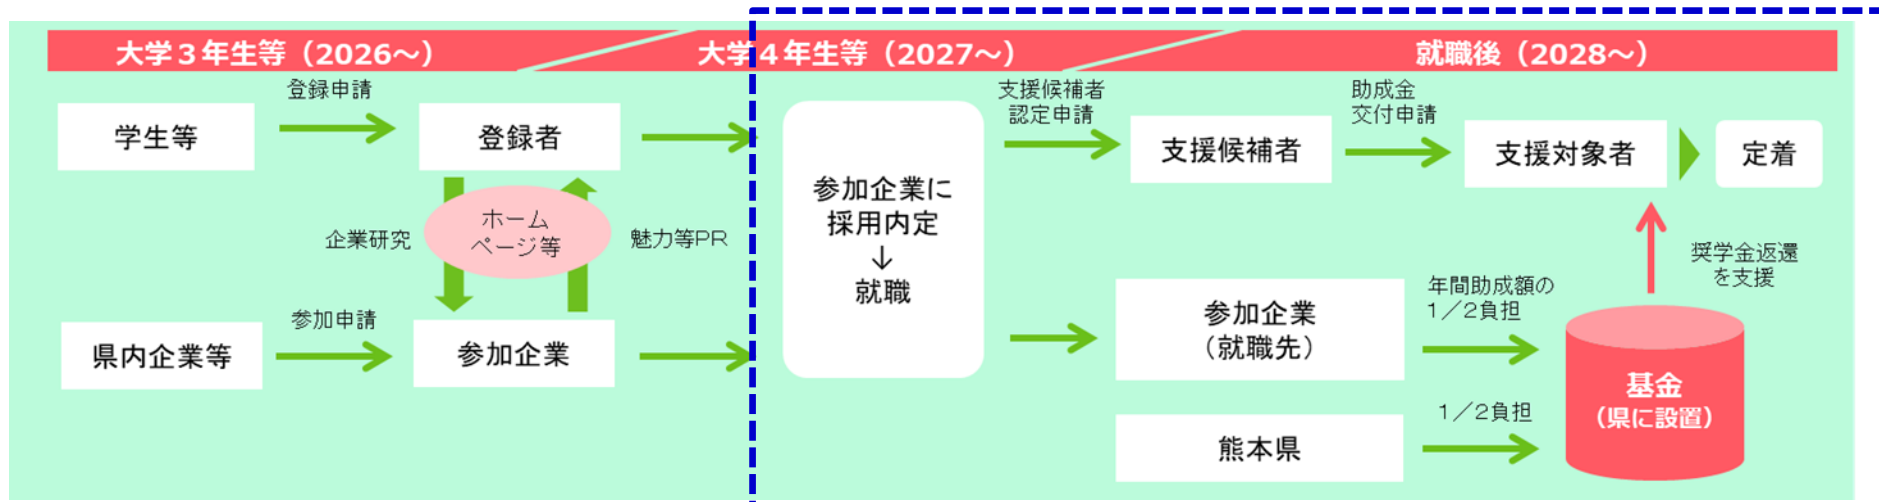 大学３年生等（2026～）
大学４年生等（2027～）
就職後（2028～）
登録申請
学生等
登録者
企業研究
ホーム
ページ等
魅力等PR
参加申請
県内企業等
参加企業
参加企業に
採用内定
↓
就職
支援候補者
認定申請
支援候補者
助成金
交付申請
支援対象者
定着
奨学金返還
を支援
参加企業
（就職先）
年間助成額の
１／２負担
熊本県
１／２負担
基金
（県に設置）